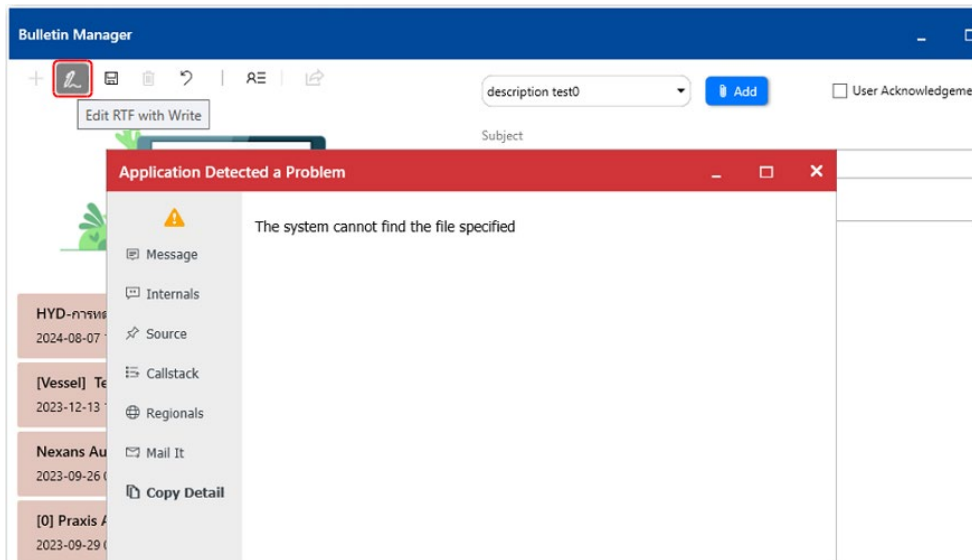 Bulletin Manager
description test0
Add
User Acknowledgeme
Edit RTF with Write
Subject
Application Detected a Problem
The system cannot find the file specified
Message
Internals
Source
Callstack
Regionals
Mail It
Copy Detail
HYD-การทด
2024-08-07
[Vessel] Te
2023-12-13
Nexans Au
2023-09-26
[0] Praxis A
2023-09-29